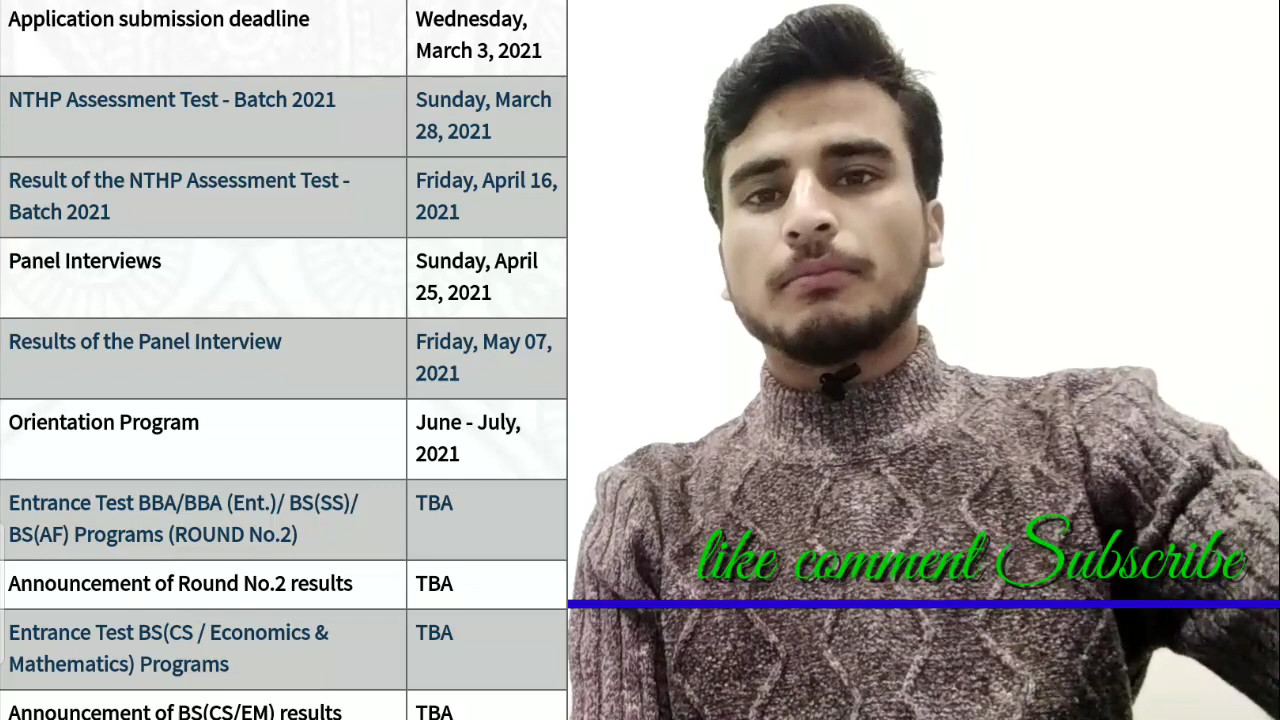 Application submission deadline
Wednesday,
March 3, 2021
NTHP Assessment Test - Batch 2021
Sunday, March
28, 2021
Result of the NTHP Assessment Test -
Batch 2021
Friday, April 16,
2021
Panel Interviews
Sunday, April
25, 2021
Results of the Panel Interview
Friday, May 07,
2021
Orientation Program
June - July,
2021
Entrance Test BBA/BBA (Ent.)/ BS(SS)/
BS(AF) Programs (ROUND No.2)
TBA
Announcement of Round No.2 results
TBA
Entrance Test BS(CS / Economics &
Mathematics) Programs
TBA
Announcement of BS(CS/EM) results
TBA
like comment Subscribe